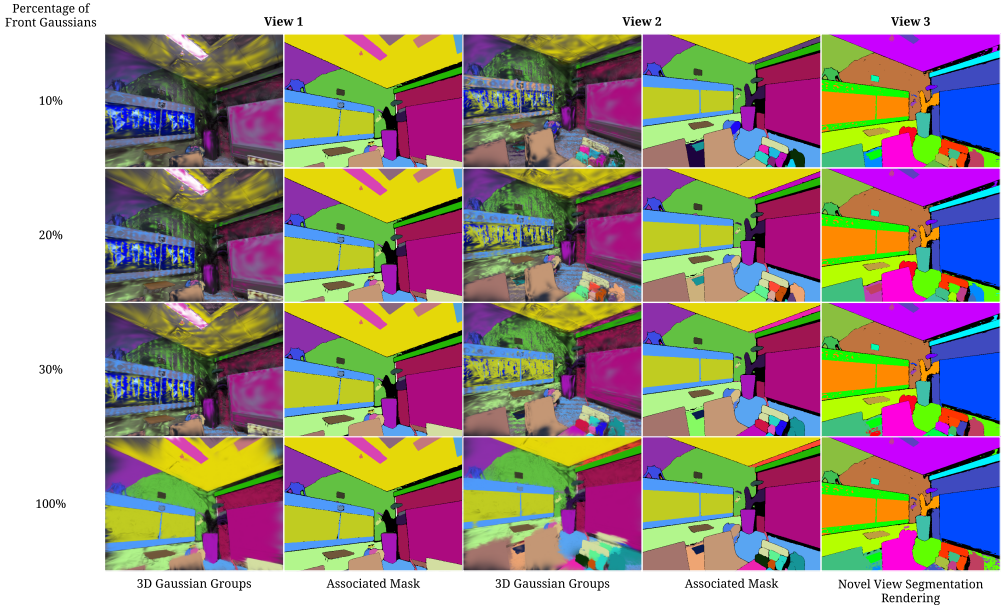 Percentage of
Front Gaussians
View 1
View 2
View 3
10%
20%
30%
100%
3D Gaussian Groups
Associated Mask
3D Gaussian Groups
Associated Mask
Novel View Segmentation
Rendering